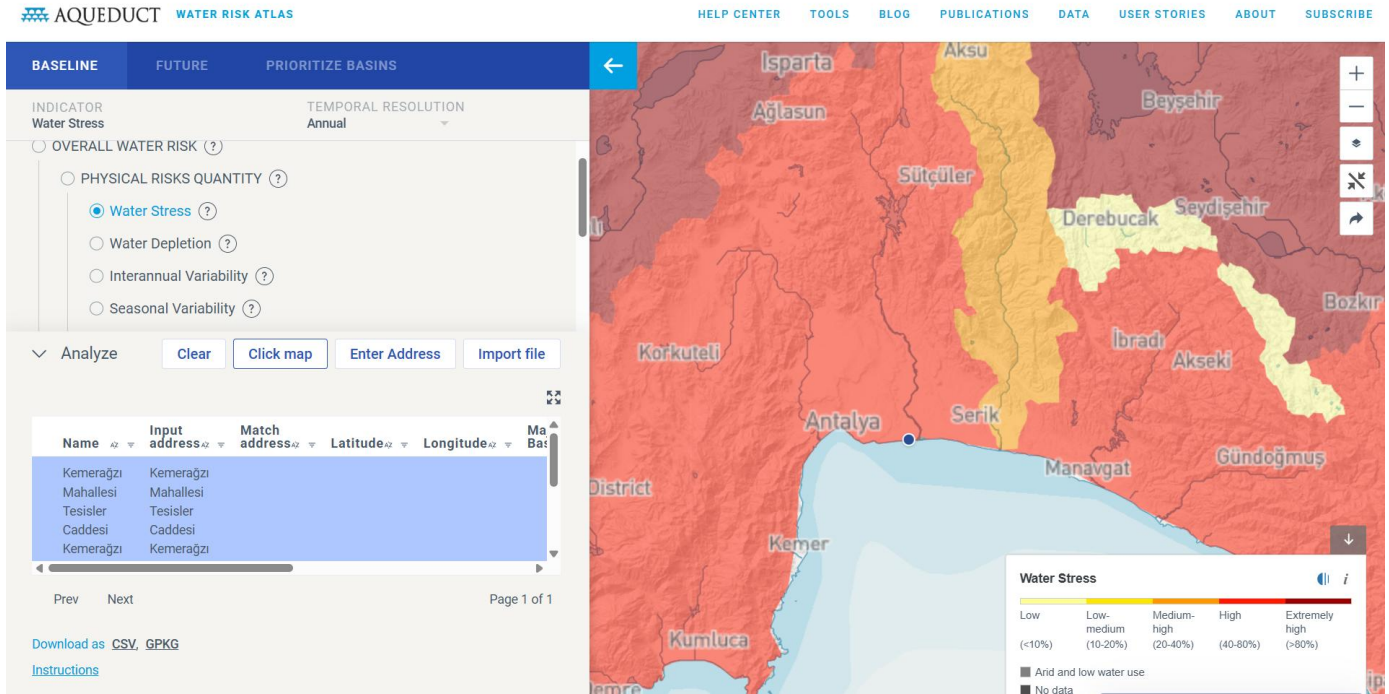 AQUEDUCT WATER RISK ATLAS
HELP CENTER TOOLS BLOG PUBLICATIONS DATA USER STORIES ABOUT SUBSCRIBE
BASELINE FUTURE PRIORITIZE BASINS
INDICATOR
Water Stress
TEMPORAL RESOLUTION
Annual
OVERALL WATER RISK ?
PHYSICAL RISKS QUANTITY ?
Water Stress ?
Water Depletion ?
Interannual Variability ?
Seasonal Variability ?
Analyze Clear Click map Enter Address Import file
Name Input address Match address Latitude Longitude Ma
Kemerağzı Kemerağzı
Mahallesi Mahallesi
Tesisler Tesisler
Caddesi Caddesi
Kemerağzı Kemerağzı
Prev Next Page 1 of 1
Download as CSV, GPKG
Instructions
Isparta
Aksu
Ağlasun
Beyşehir
Sütçüler
Derebucak
Seydişehir
Bozkır
Korkuteli
İbradı
Akseki
Antalya
Serik
Manavgat
Gündoğmuş
District
Kemer
Kumluca
Demre
Water Stress i
Low
(<10%)
Low-
medium
(10-20%)
Medium-
high
(20-40%)
High
(40-80%)
Extremely
high
(>80%)
Arid and low water use
No data